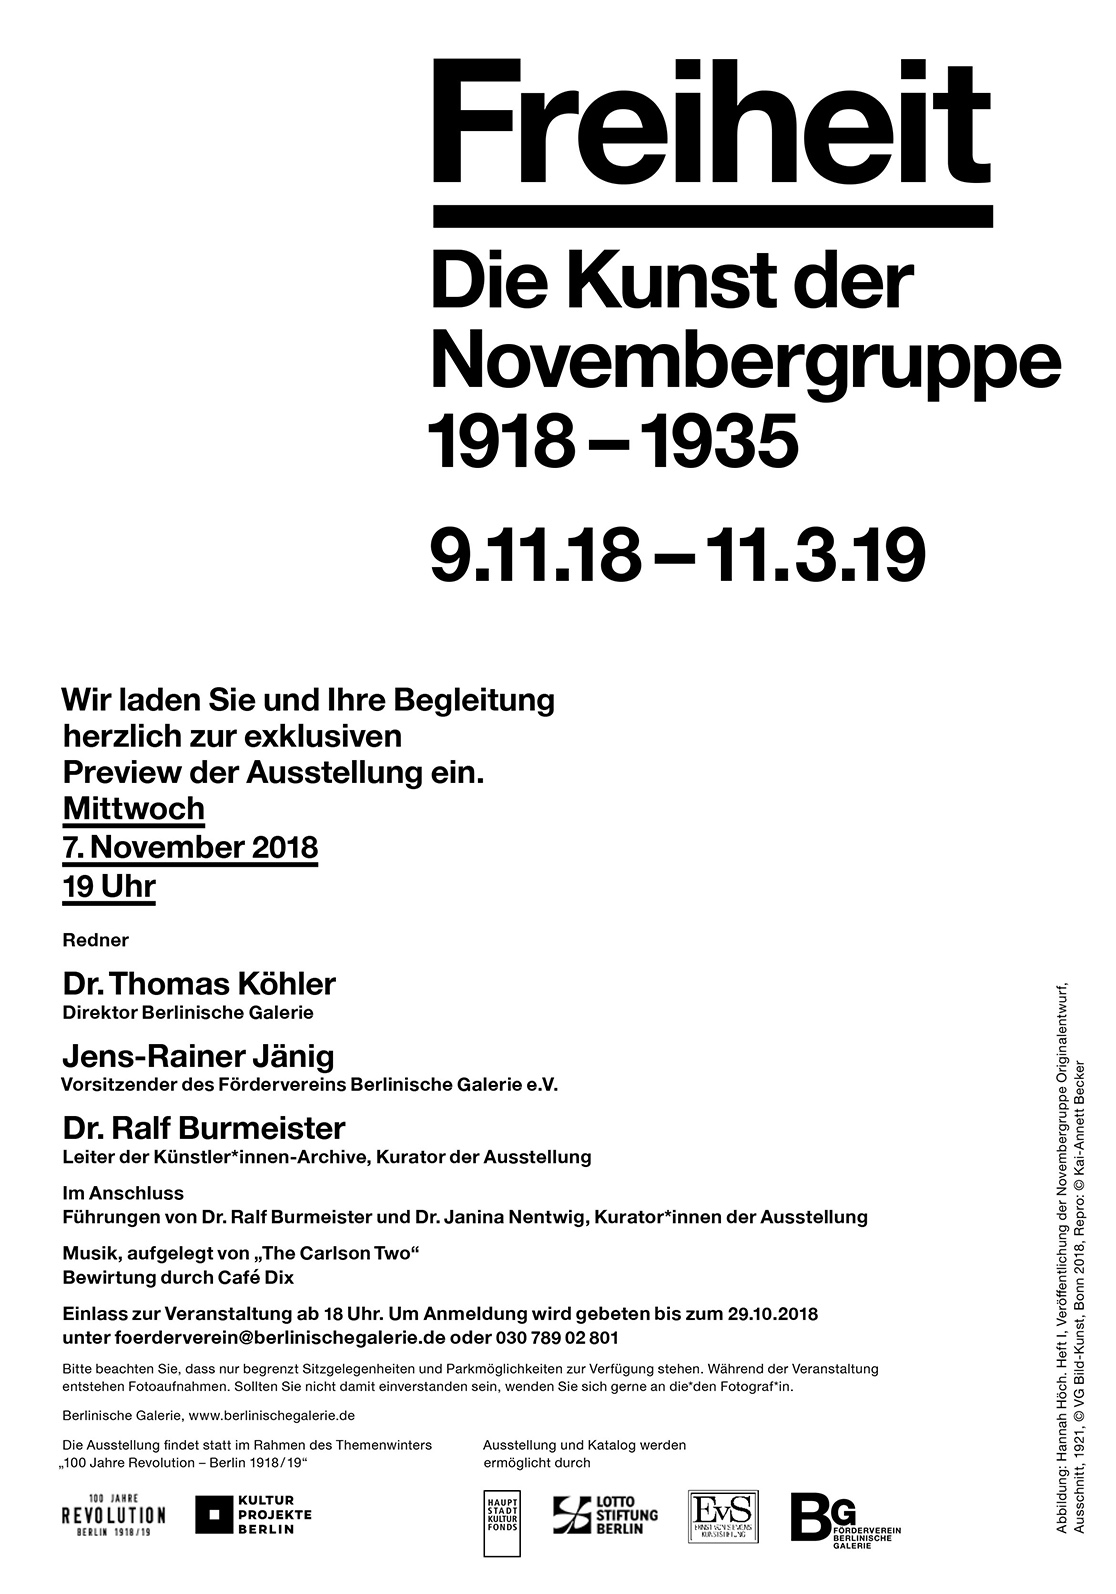 Freiheit
Die Kunst der
Novembergruppe
1918 – 1935
9.11.18 – 11.3.19
Wir laden Sie und Ihre Begleitung
herzlich zur exklusiven
Preview der Ausstellung ein.
Mittwoch
7. November 2018
19 Uhr
Redner
Dr. Thomas Köhler
Direktor Berlinische Galerie
Jens-Rainer Jänig
Vorsitzender des Fördervereins Berlinische Galerie e.V.
Dr. Ralf Burmeister
Leiter der Künstler*innen-Archive, Kurator der Ausstellung
Im Anschluss
Führungen von Dr. Ralf Burmeister und Dr. Janina Nentwig, Kurator*innen der Ausstellung
Musik, aufgelegt von „The Carlson Two“
Bewirtung durch Café Dix
Einlass zur Veranstaltung ab 18 Uhr. Um Anmeldung wird gebeten bis zum 29.10.2018
unter foerderverein@berlinischegalerie.de oder 030 789 02 801
Bitte beachten Sie, dass nur begrenzt Sitzgelegenheiten und Parkmöglichkeiten zur Verfügung stehen. Während der Veranstaltung
entstehen Fotoaufnahmen. Sollten Sie nicht damit einverstanden sein, wenden Sie sich gerne an die*den Fotograf*in.
Berlinische Galerie, www.berlinischegalerie.de
Die Ausstellung findet statt im Rahmen des Themenwinters
„100 Jahre Revolution – Berlin 1918/19“
Ausstellung und Katalog werden
ermöglicht durch
100 JAHRE
REVOLUTION
BERLIN 1918/19
KULTUR
PROJEKTE
BERLIN
HAUPT
STADT
KULTUR
FONDS
LOTTO
STIFTUNG
BERLIN
EvS
ERNST VON SIEMENS
KUNSTSTIFTUNG
BG
FÖRDERVEREIN
BERLINISCHE
GALERIE
Abbildung: Hannah Höch. Heft I, Veröffentlichung der Novembergruppe Originalentwurf,
Ausschnitt, 1921, © VG Bild-Kunst, Bonn 2018, Repro: © Kai-Annett Becker